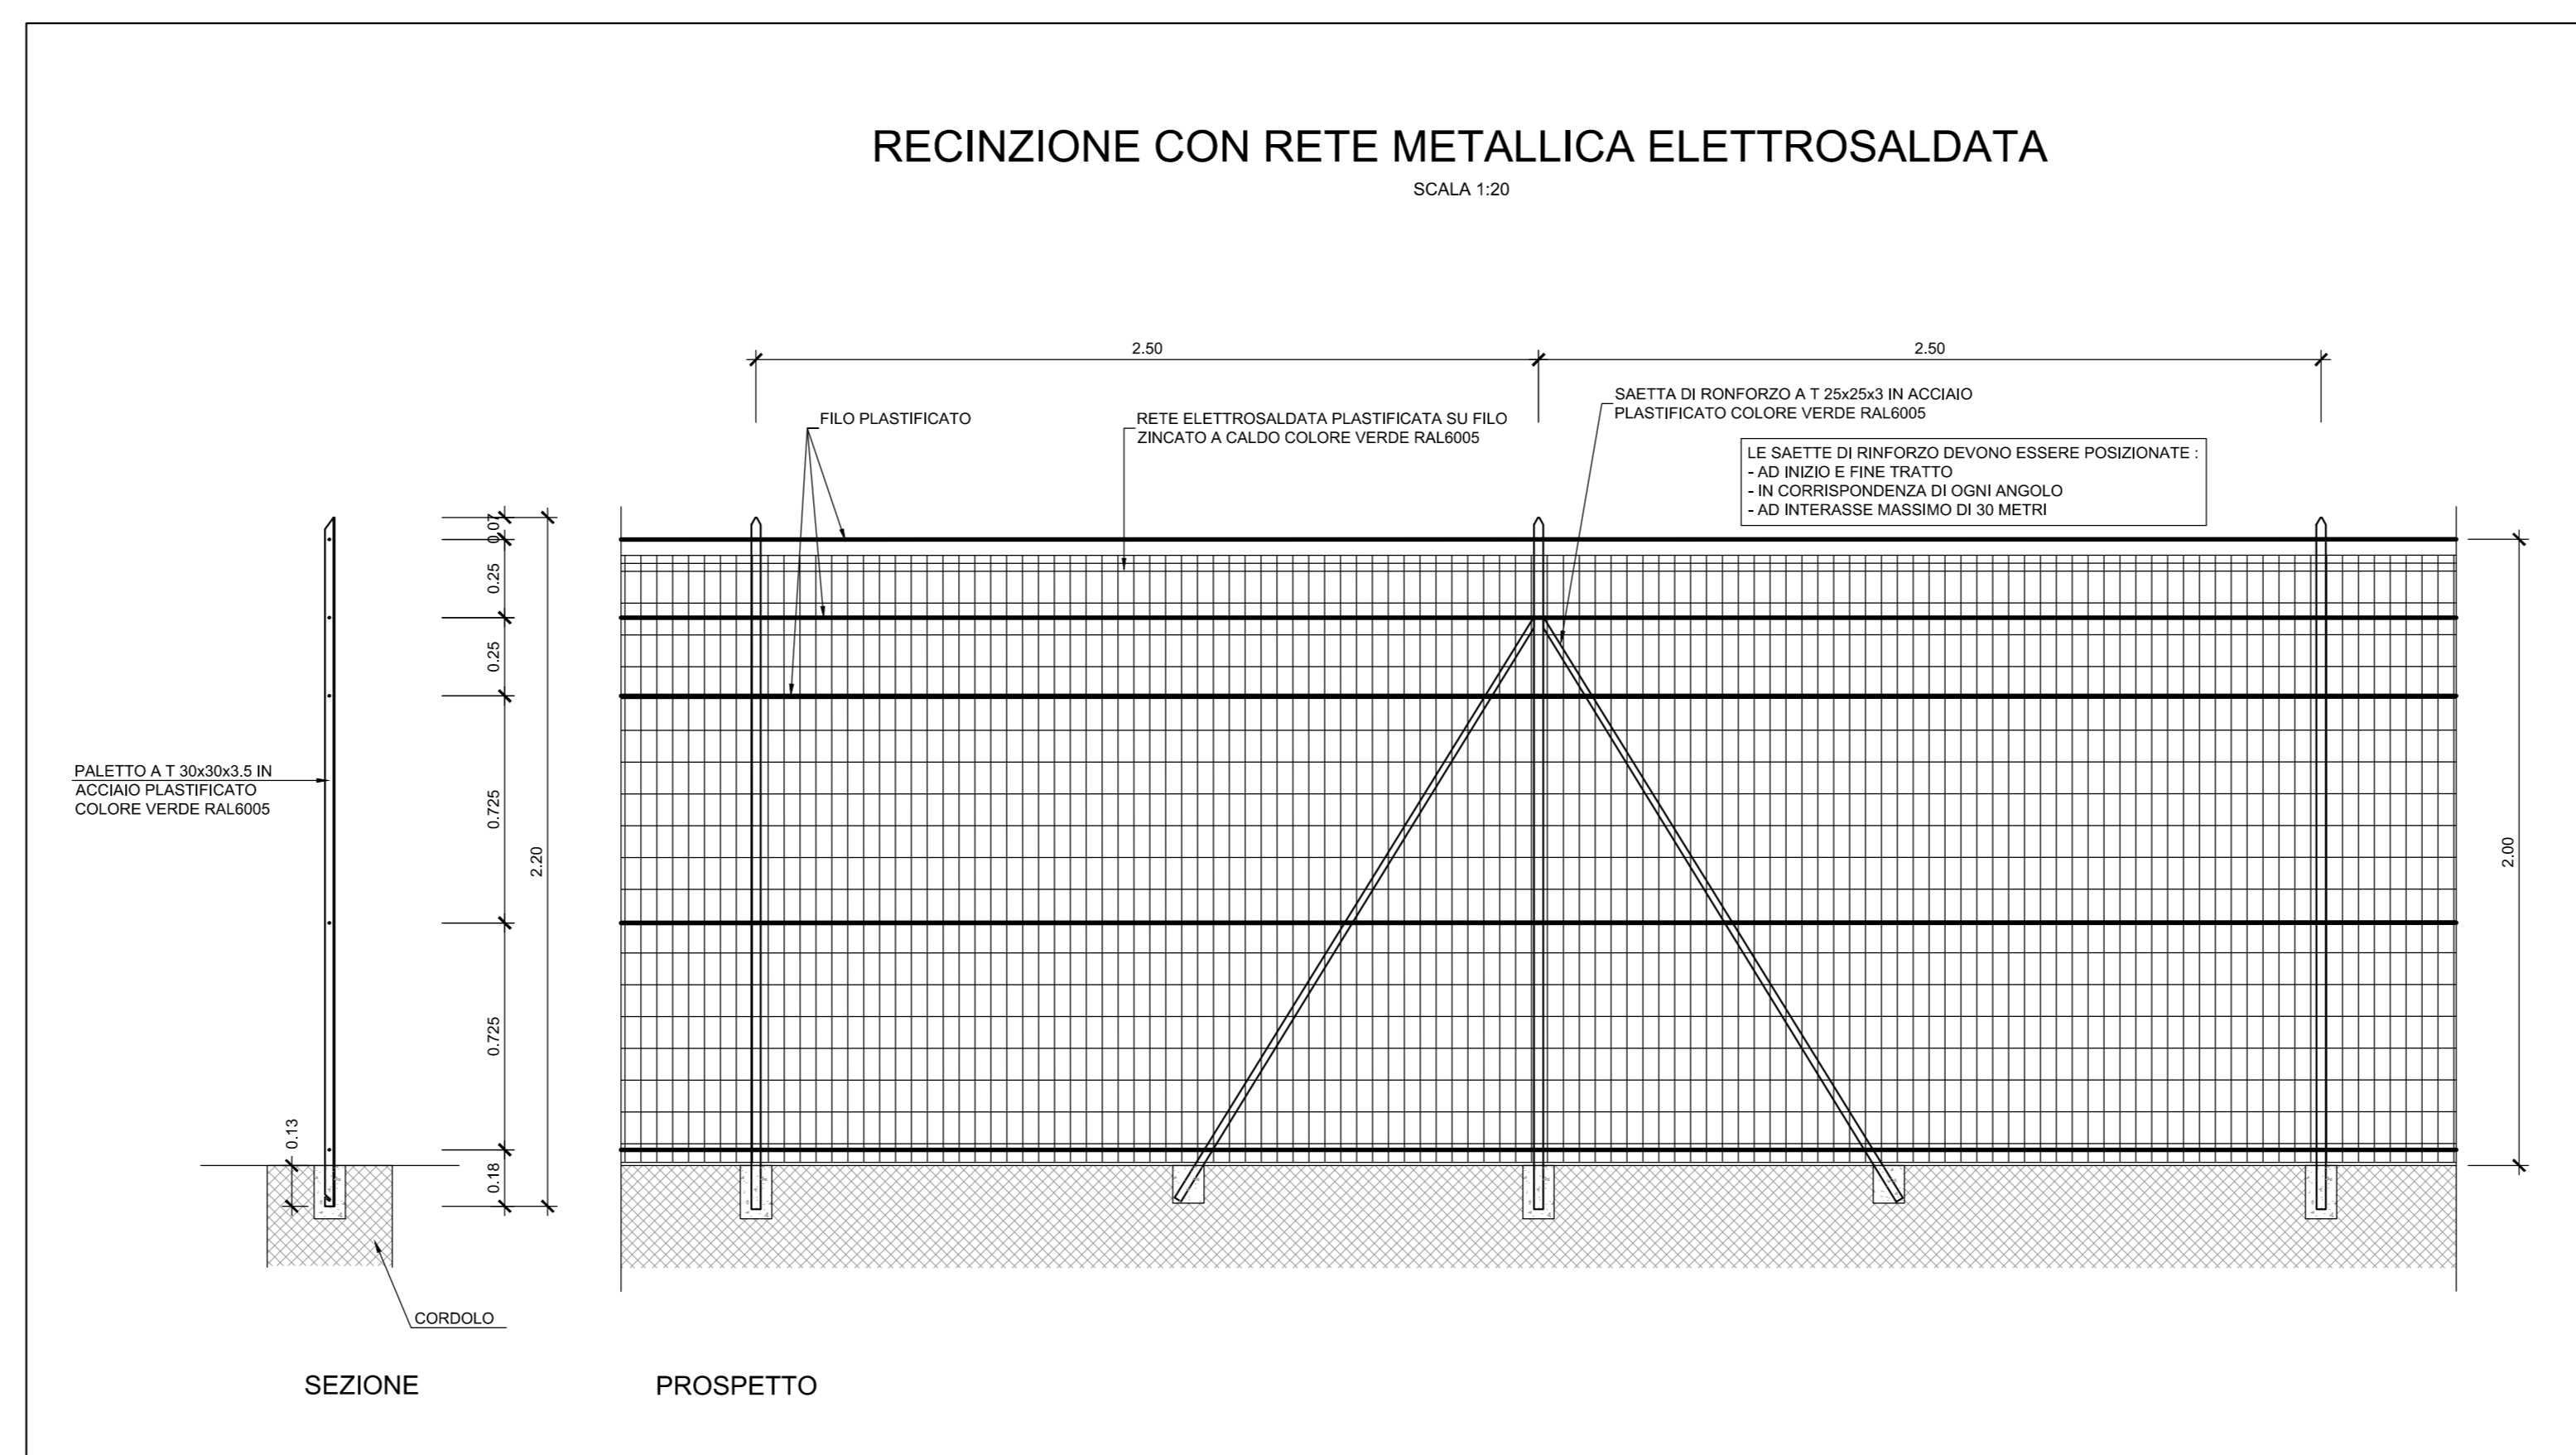 RECINZIONE CON RETE METALLICA ELETTROSALDATA
SCALA 1:20
2.50
2.50
FILO PLASTIFICATO
RETE ELETTROSALDATA PLASTIFICATA SU FILO
ZINCATO A CALDO COLORE VERDE RAL6005
SAETTA DI RONFORZO A T 25x25x3 IN ACCIAIO
PLASTIFICATO COLORE VERDE RAL6005
LE SAETTE DI RINFORZO DEVONO ESSERE POSIZIONATE :
- AD INIZIO E FINE TRATTO
- IN CORRISPONDENZA DI OGNI ANGOLO
- AD INTERASSE MASSIMO DI 30 METRI
0.07
0.25
0.25
0.725
0.725
0.18
2.20
2.00
PALETTO A T 30x30x3.5 IN
ACCIAIO PLASTIFICATO
COLORE VERDE RAL6005
0.13
CORDOLO
SEZIONE
PROSPETTO